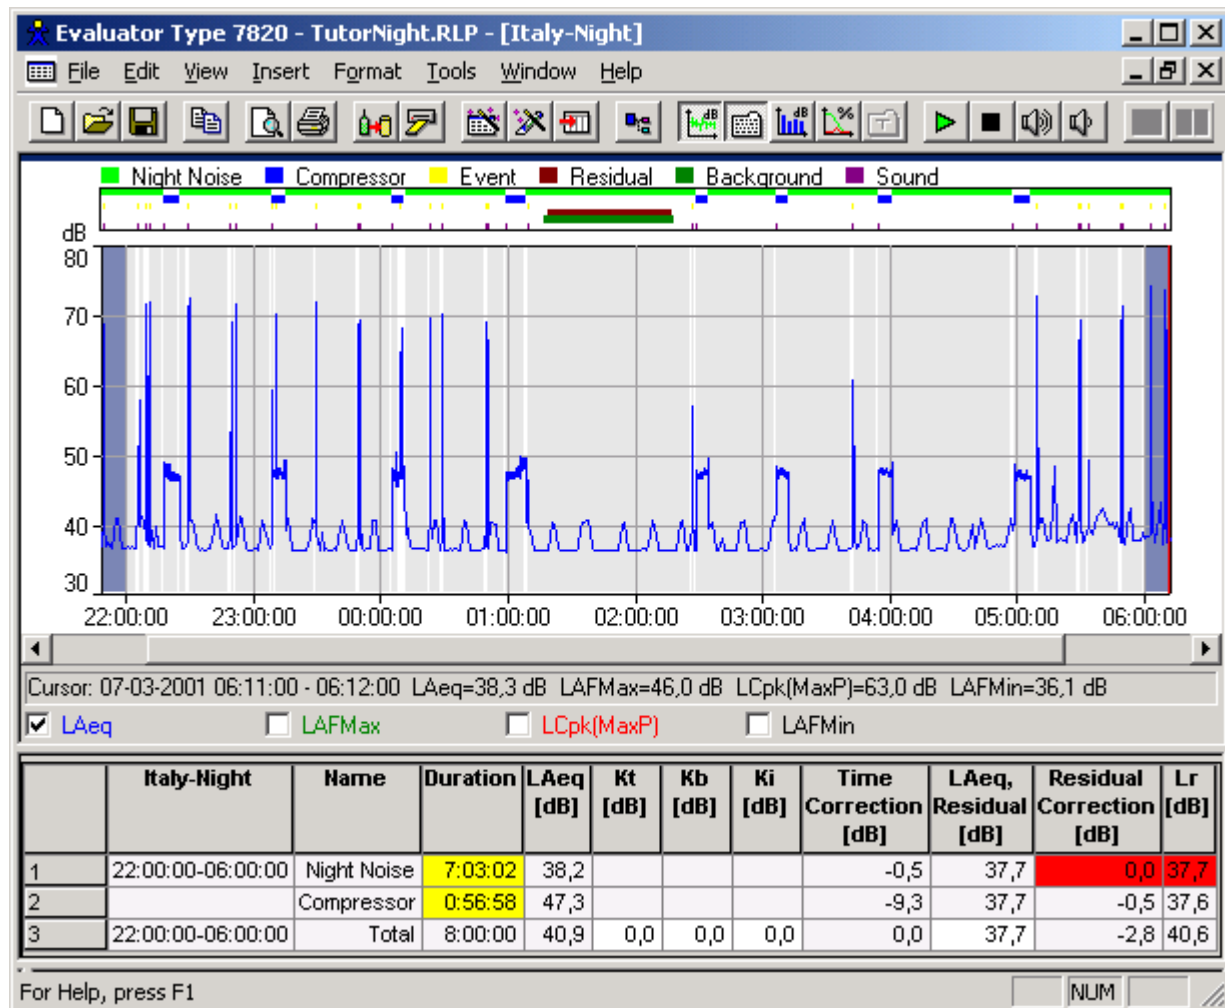 Evaluator Type 7820 - TutorNight.RLP - [Italy-Night]
File Edit View Insert Format Tools Window Help
Night Noise Compressor Event Residual Background Sound
dB
80
70
60
50
40
30
22:00:00 23:00:00 00:00:00 01:00:00 02:00:00 03:00:00 04:00:00 05:00:00 06:00:00
Cursor: 07-03-2001 06:11:00 - 06:12:00 LAeq=38,3 dB LAFMax=46,0 dB LCpk(MaxP)=63,0 dB LAFMin=36,1 dB
LAeq LAFMax LCpk(MaxP) LAFMin
Italy-Night Name Duration LAeq Kt Kb Ki Time LAeq, Residual Lr
[dB] [dB] [dB] [dB] Correction Residual Correction [dB]
[dB] [dB] [dB]
1 22:00:00-06:00:00 Night Noise 7:03:02 38,2 -0,5 37,7 0,0 37,7
2 Compressor 0:56:58 47,3 -9,3 37,7 -0,5 37,6
3 22:00:00-06:00:00 Total 8:00:00 40,9 0,0 0,0 0,0 0,0 37,7 -2,8 40,6
For Help, press F1 NUM